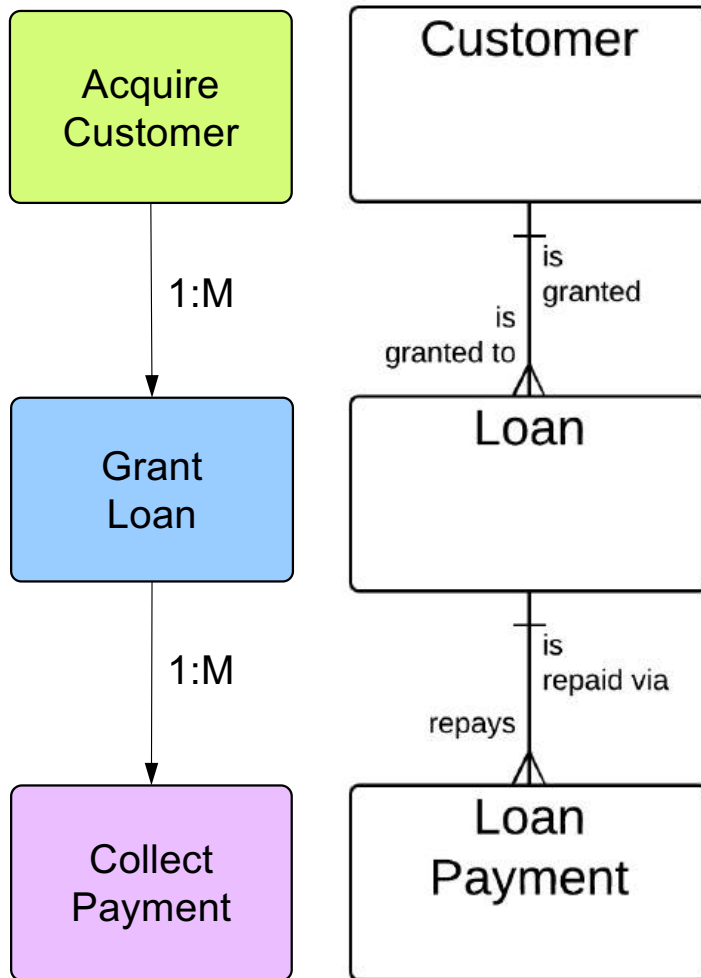 Acquire
Customer
1:M
Grant
Loan
1:M
Collect
Payment
Customer
is
granted
is
granted to
Loan
is
repaid via
repays
Loan
Payment